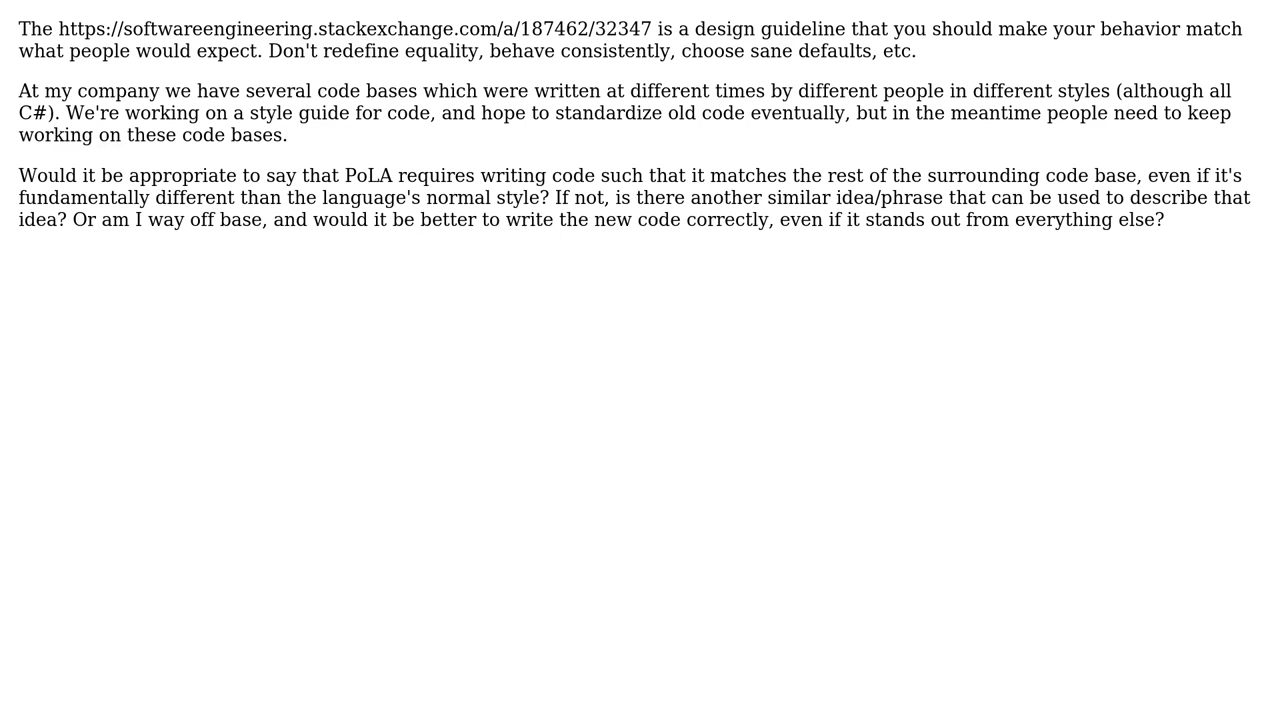 The https://softwareengineering.stackexchange.com/a/187462/32347 is a design guideline that you should make your behavior match
what people would expect. Don't redefine equality, behave consistently, choose sane defaults, etc.
At my company we have several code bases which were written at different times by different people in different styles (although all
C#). We're working on a style guide for code, and hope to standardize old code eventually, but in the meantime people need to keep
working on these code bases.
Would it be appropriate to say that PoLA requires writing code such that it matches the rest of the surrounding code base, even if it's
fundamentally different than the language's normal style? If not, is there another similar idea/phrase that can be used to describe that
idea? Or am I way off base, and would it be better to write the new code correctly, even if it stands out from everything else?